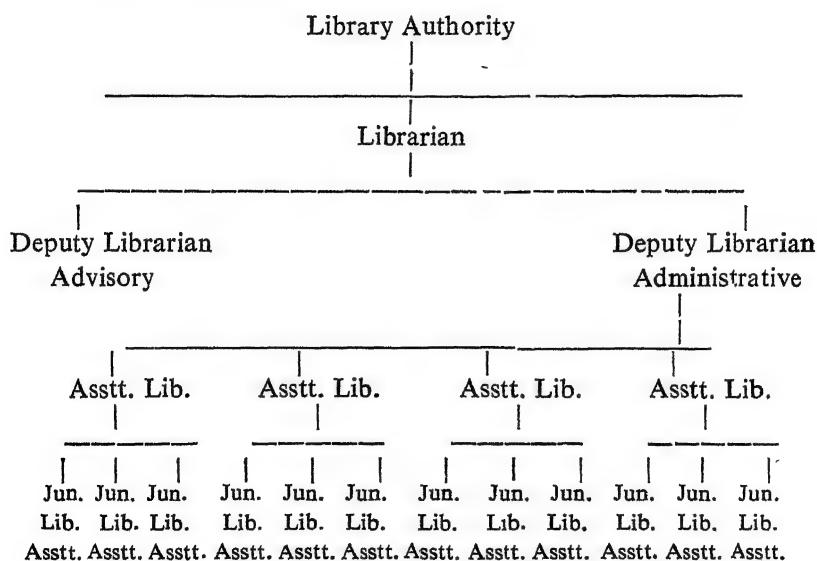 Library Authority
Librarian
Deputy Librarian Deputy Librarian
Advisory Administrative
Asstt. Lib. Asstt. Lib. Asstt. Lib. Asstt. Lib.
Jun. Jun. Jun. Jun. Jun. Jun. Jun. Jun. Jun. Jun. Jun. Jun.
Lib. Lib. Lib. Lib. Lib. Lib. Lib. Lib. Lib. Lib. Lib. Lib.
Asstt. Asstt. Asstt. Asstt. Asstt. Asstt. Asstt. Asstt. Asstt. Asstt. Asstt. Asstt.